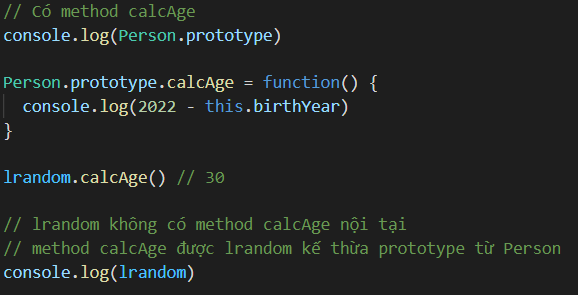 // Có method calcAge
console.log(Person.prototype)
Person.prototype.calcAge = function() {
console.log(2022 - this.birthYear)
}
lrandom.calcAge() // 30
// lrandom không có method calcAge nội tại
// method calcAge được lrandom kế thừa prototype từ Person
console.log(lrandom)